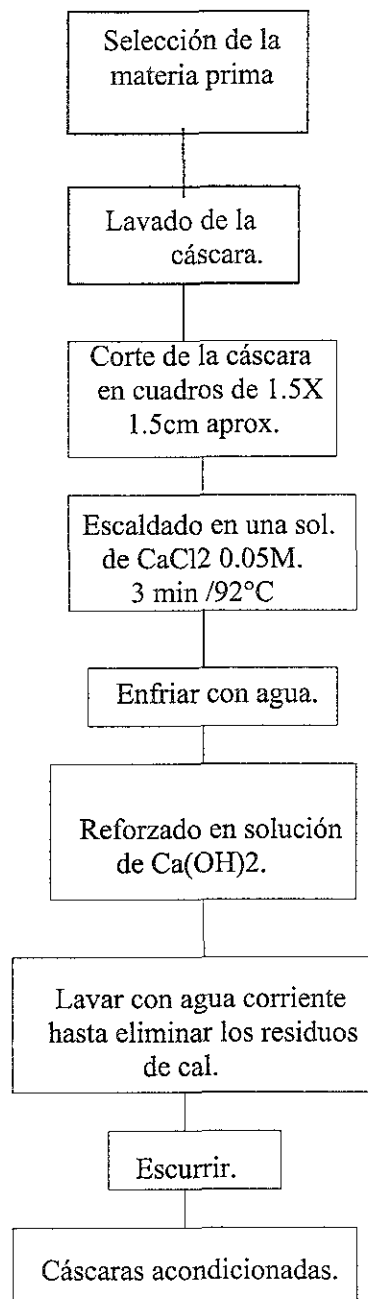 Selección de la
materia prima
Lavado de la
cáscara.
Corte de la cáscara
en cuadros de 1.5X
1.5cm aprox.
Escaldado en una sol.
de CaCl2 0.05M.
3 min /92°C
Enfriar con agua.
Reforzado en solución
de Ca(OH)2.
Lavar con agua corriente
hasta eliminar los residuos
de cal.
Escurrir.
Cáscaras acondicionadas.